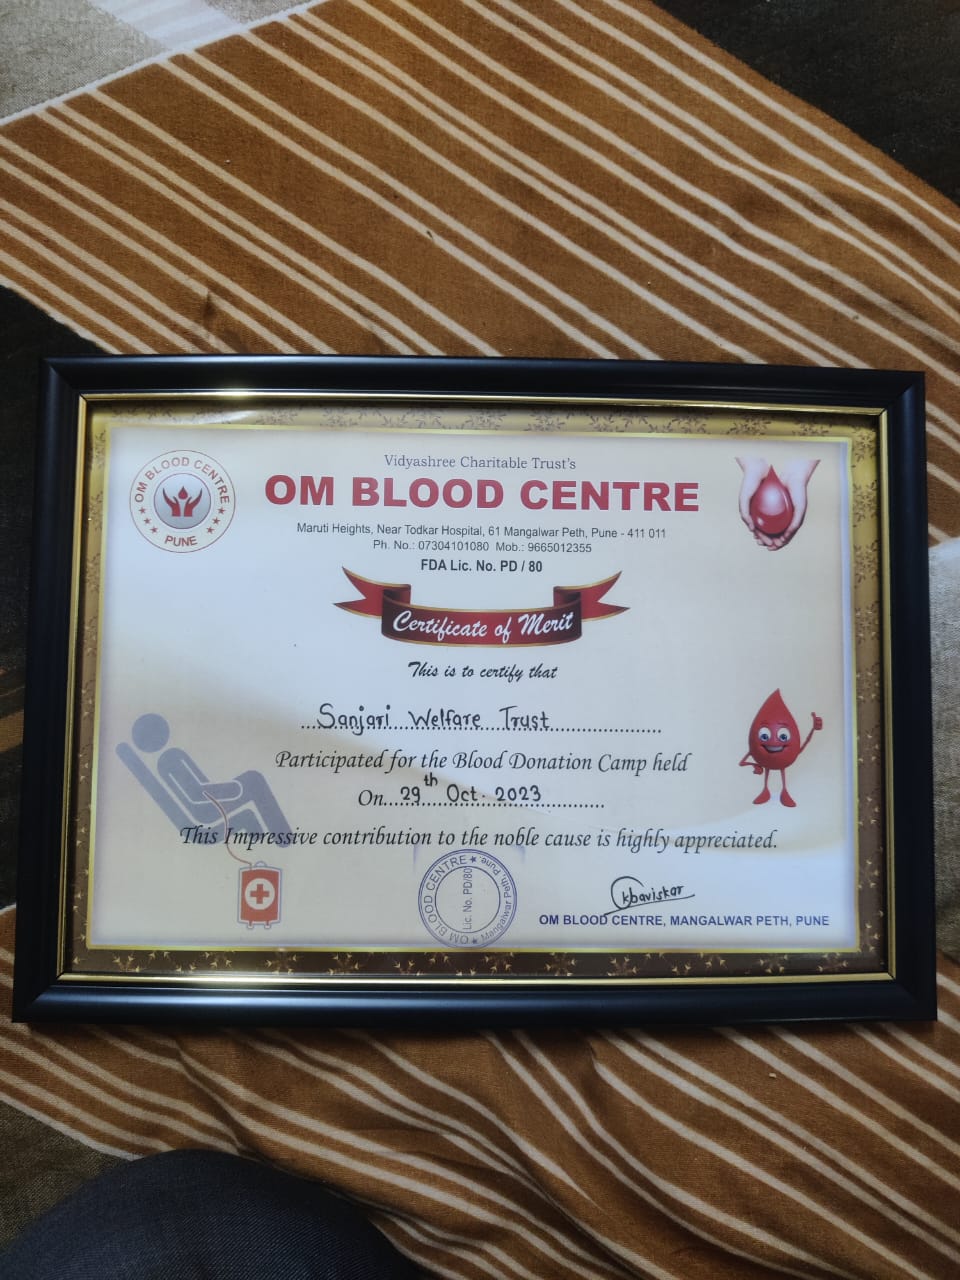 Vidyashree Charitable Trust's
OM BLOOD CENTRE
Maruti Heights, Near Todkar Hospital, 61 Mangalwar Peth, Pune - 411 011
Ph. No.: 07304101080 Mob.: 9665012355
FDA Lic. No. PD / 80
OM BLOOD CENTRE
PUNE
Certificate of Merit
This is to certify that
Sanjari Welfare Trust
Participated for the Blood Donation Camp held
On 29th Oct. 2023
This Impressive contribution to the noble cause is highly appreciated.
OM BLOOD CENTRE ★ Mangalwar Peth, Pune.
Lic. No. PD/80
kbaviskar
OM BLOOD CENTRE, MANGALWAR PETH, PUNE